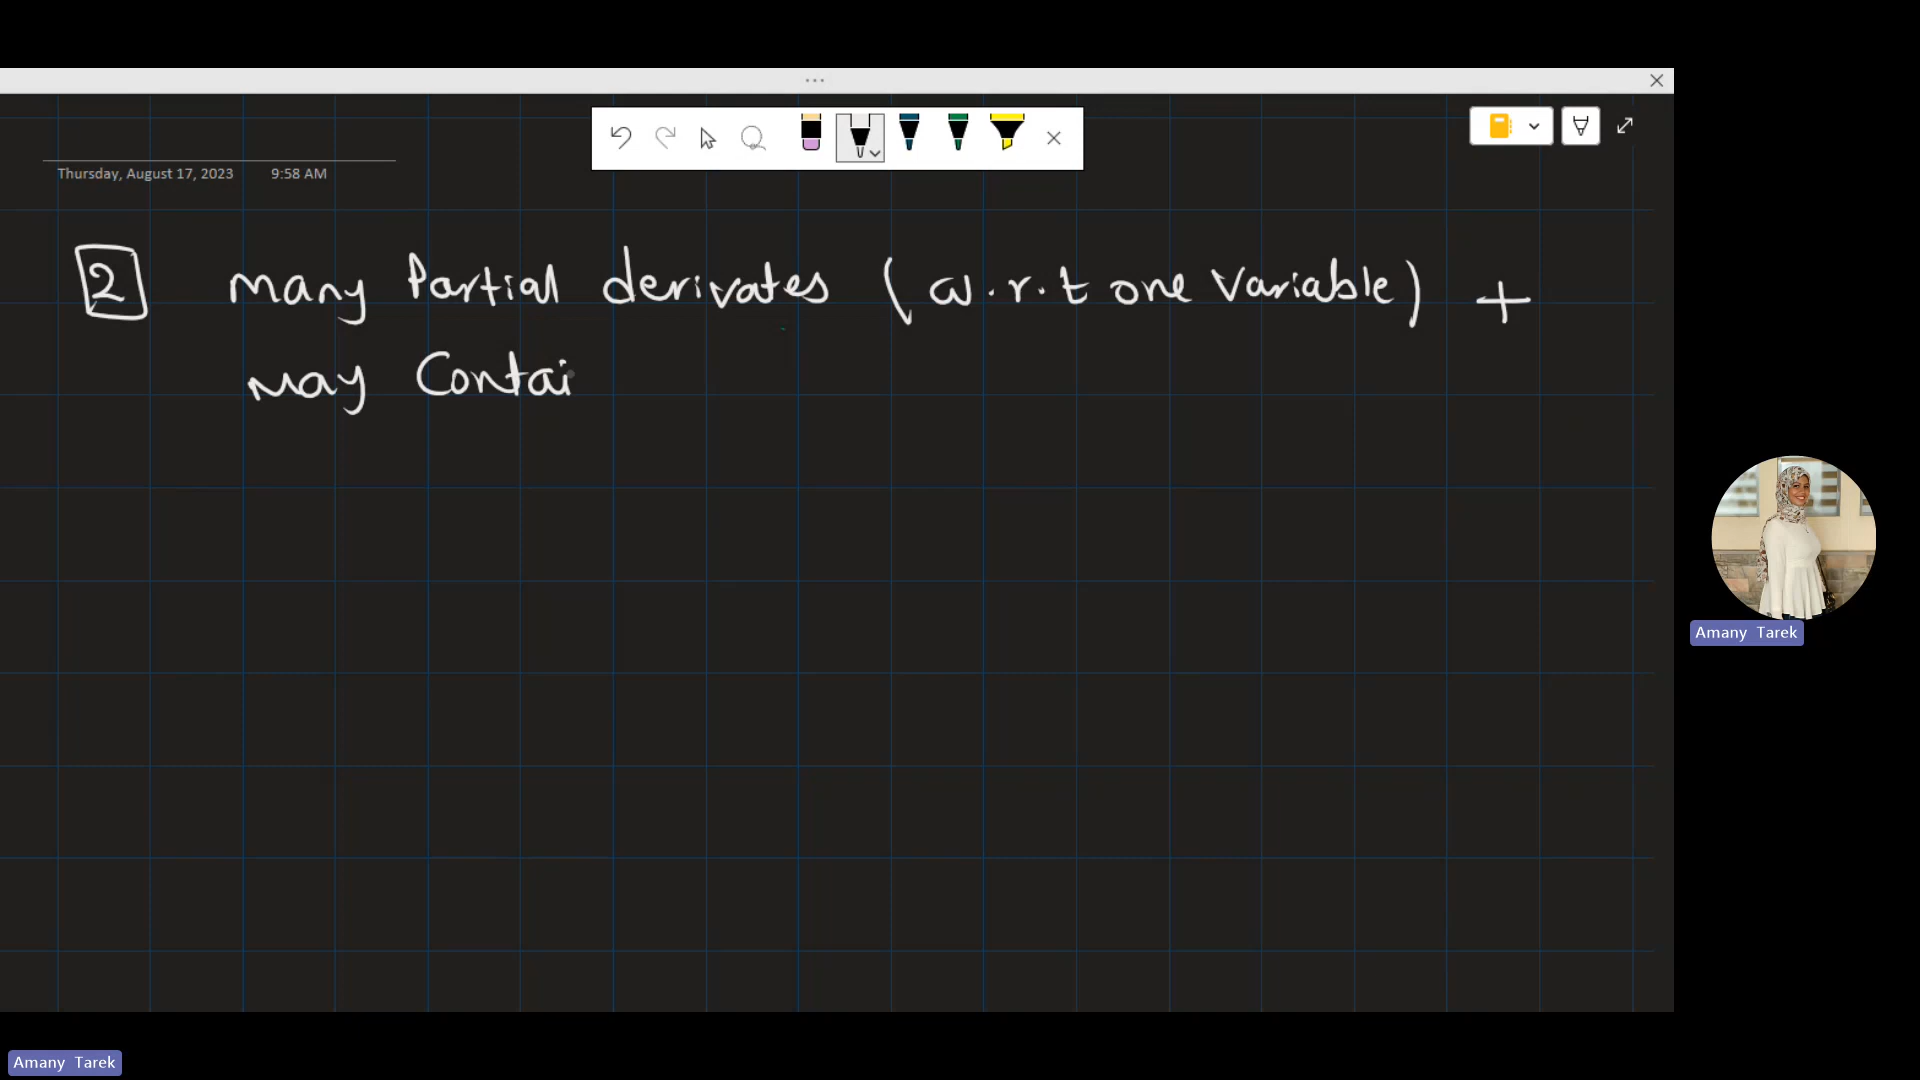 Thursday, August 17, 2023 9:58 AM
2 many Partial derivates (w.r.t one Variable) +
may Contai
Amany Tarek
Amany Tarek